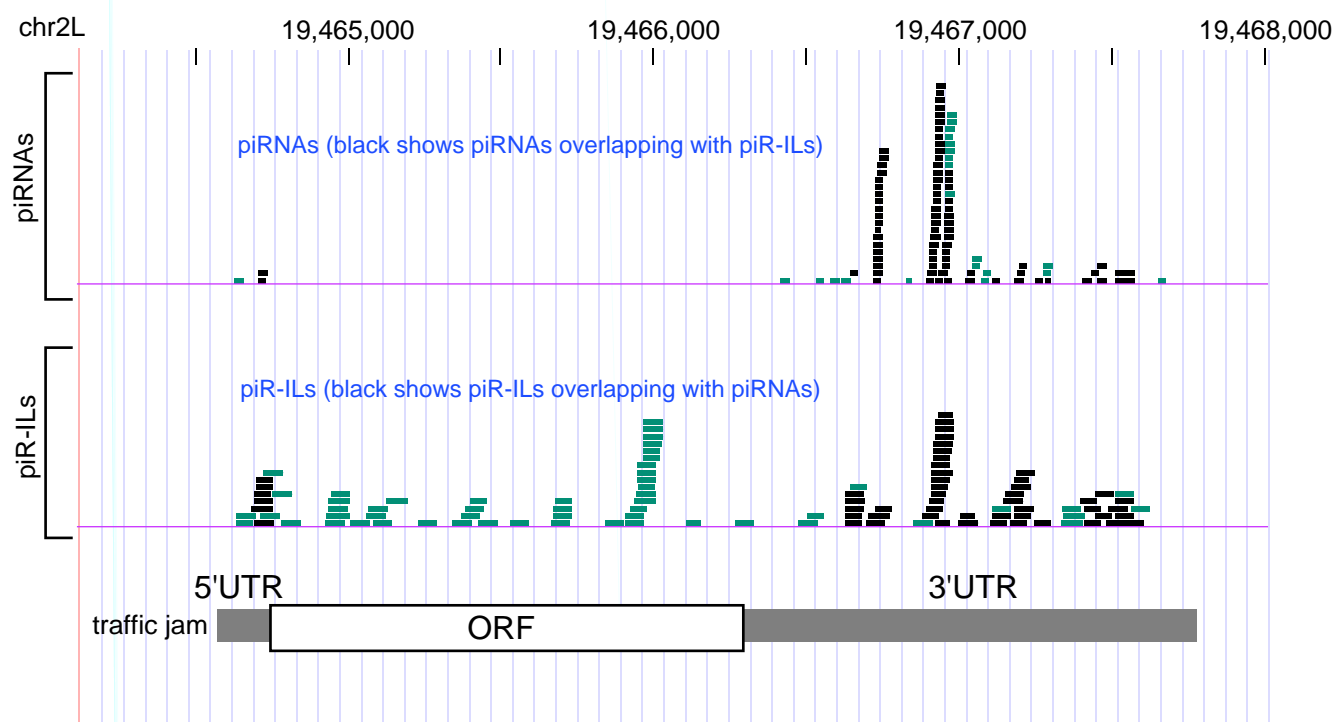 chr2L
19,465,000 19,466,000 19,467,000 19,468,000
piRNAs
piRNAs (black shows piRNAs overlapping with piR-ILs)
piR-ILs
piR-ILs (black shows piR-ILs overlapping with piRNAs)
5'UTR 3'UTR
traffic jam ORF